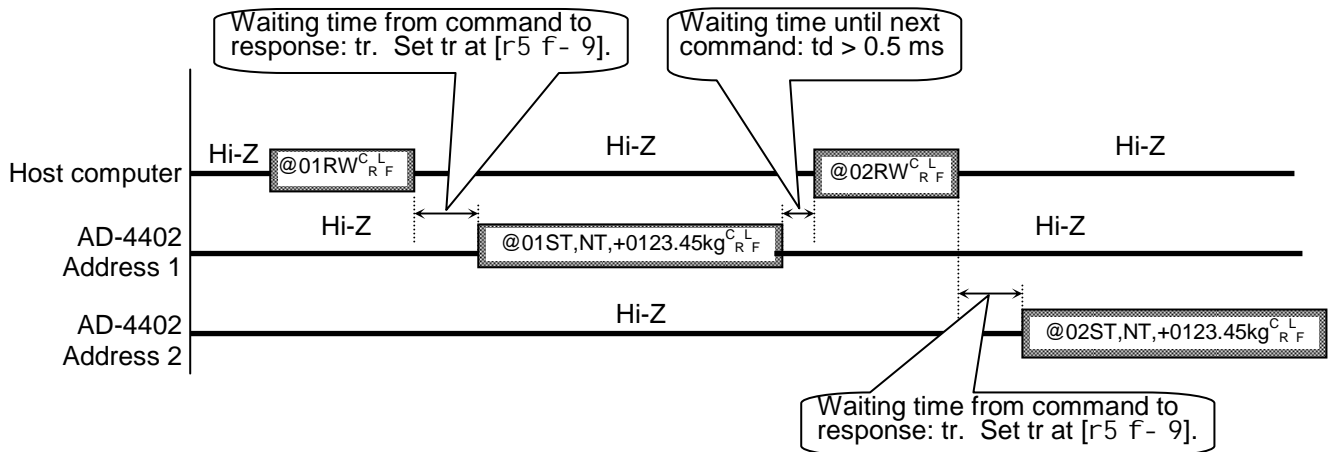 Waiting time from command to
response: tr.  Set tr at [r5 f- 9].
Waiting time until next
command: td > 0.5 ms
Hi-Z
Hi-Z
Hi-Z
Host computer
@01RWCRLF
@02RWCRLF
Hi-Z
Hi-Z
AD-4402
Address 1
@01ST,NT,+0123.45kgCRLF
Hi-Z
AD-4402
Address 2
@02ST,NT,+0123.45kgCRLF
Waiting time from command to
response: tr.  Set tr at [r5 f- 9].